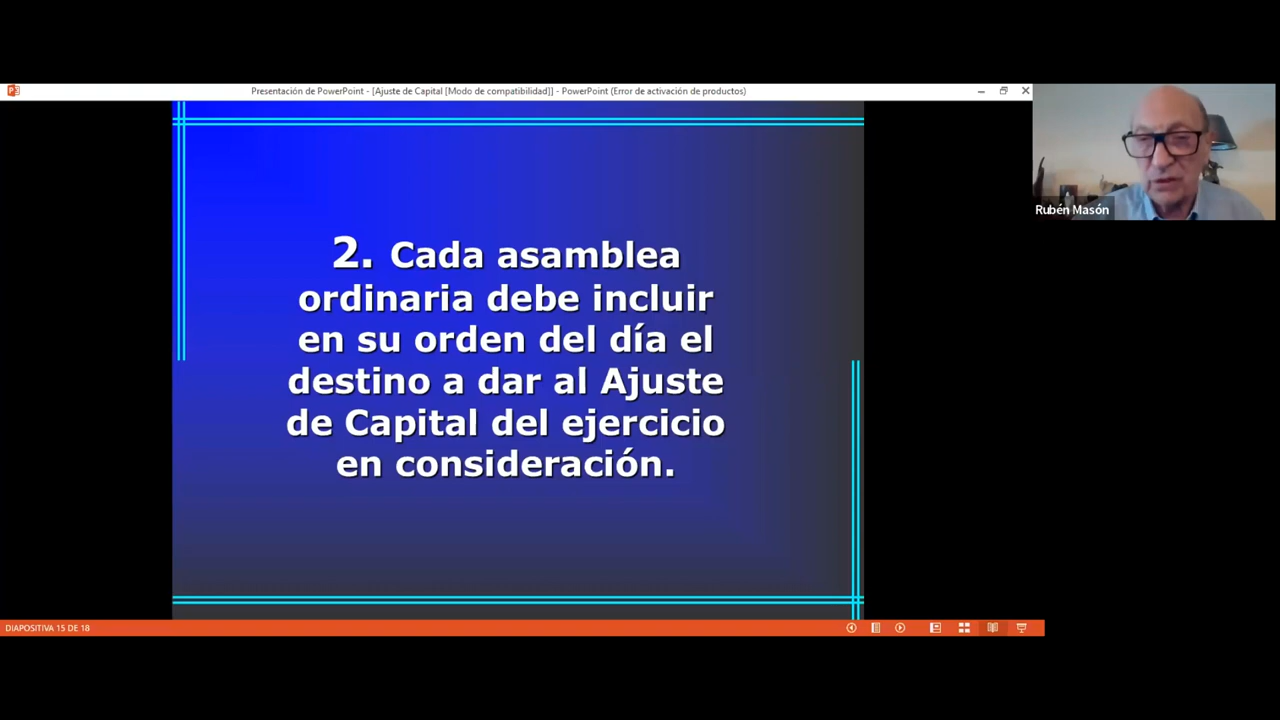 Presentación de PowerPoint - [Ajuste de Capital [Modo de compatibilidad]] - PowerPoint (Error de activación de productos)
Rubén Masón
2. Cada asamblea
ordinaria debe incluir
en su orden del día el
destino a dar al Ajuste
de Capital del ejercicio
en consideración.
DIAPOSITIVA 15 DE 18